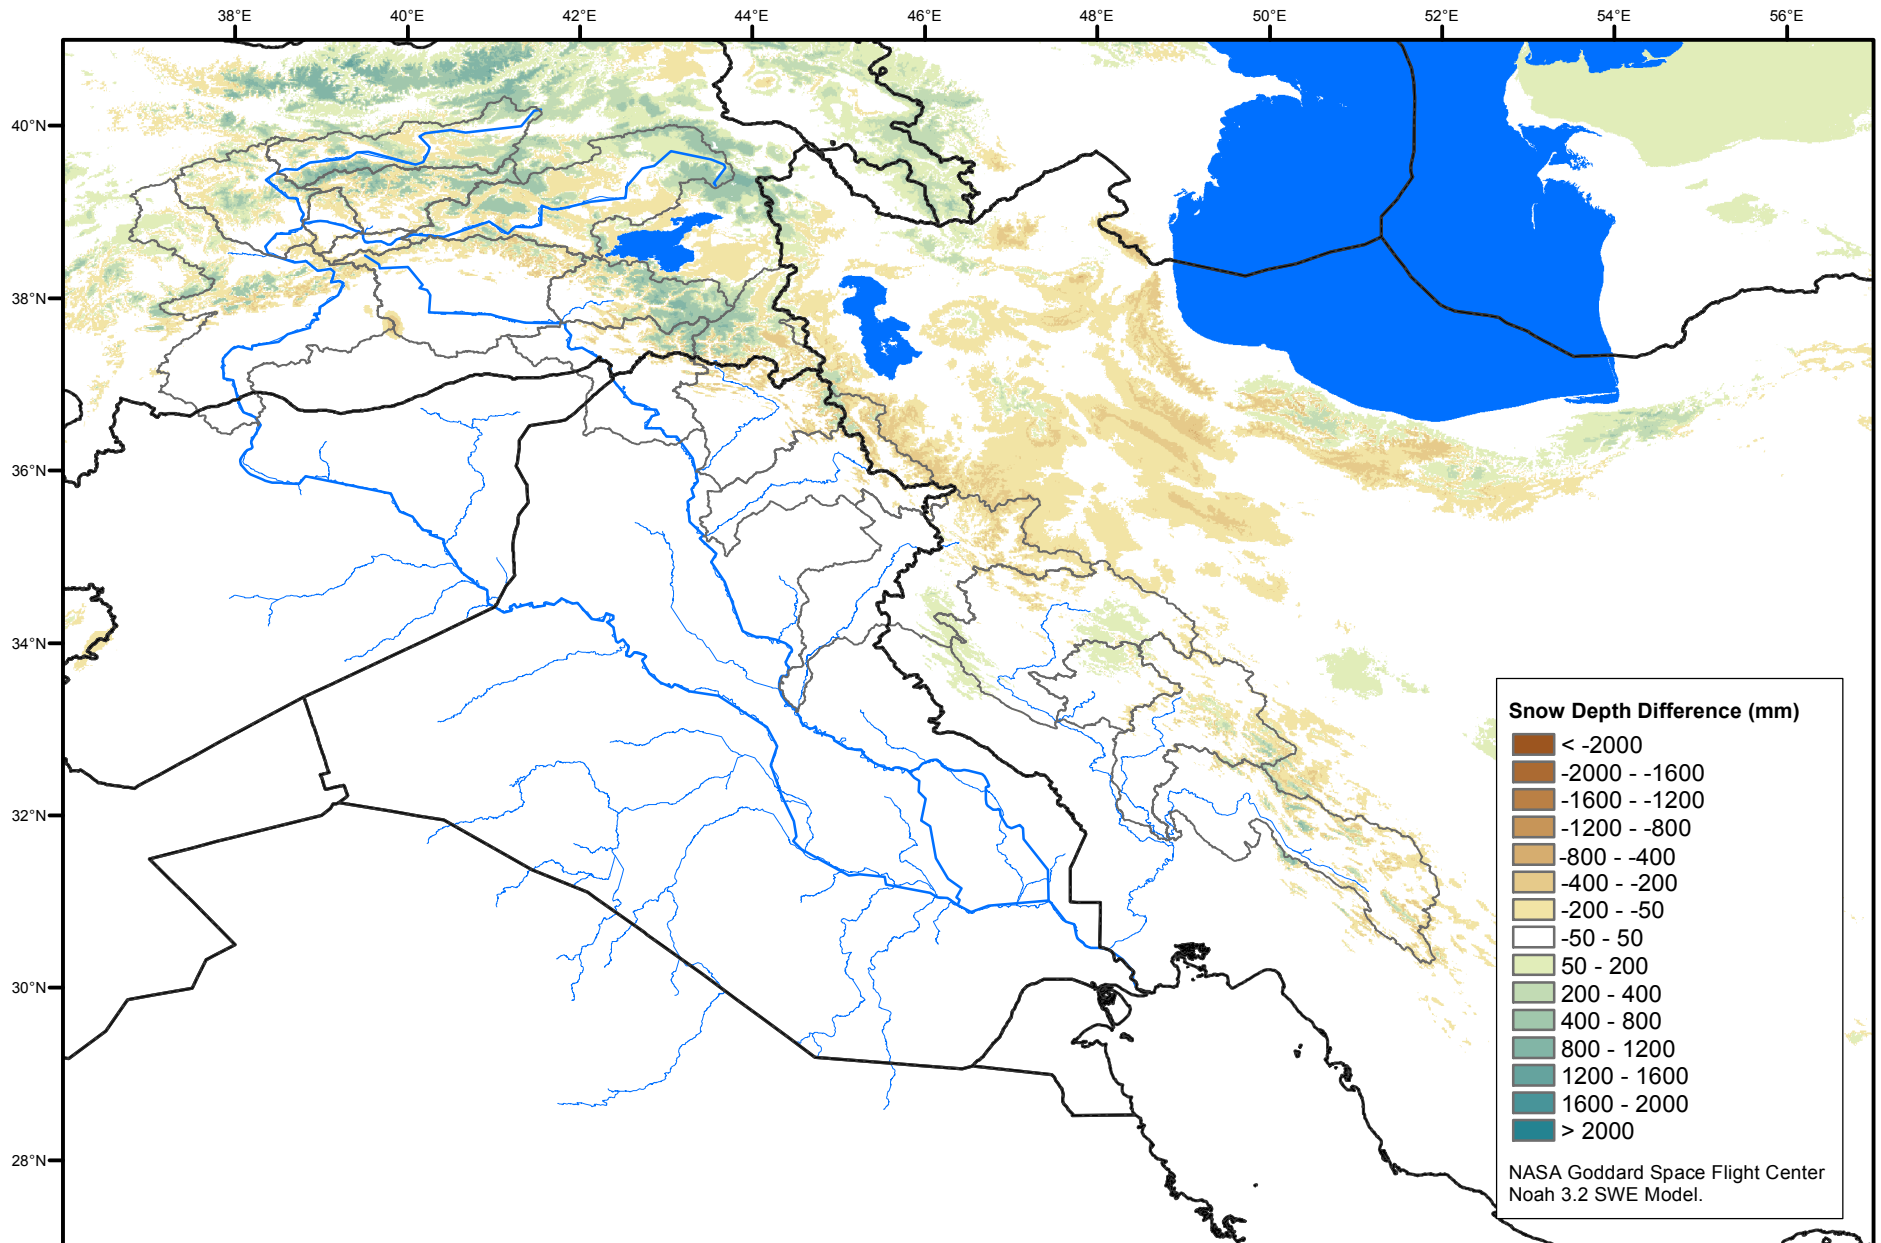 38°E 40°E 42°E 44°E 46°E 48°E 50°E 52°E 54°E 56°E
40°N
38°N
36°N
34°N
32°N
30°N
28°N
Snow Depth Difference (mm)
< -2000
-2000 - -1600
-1600 - -1200
-1200 - -800
-800 - -400
-400 - -200
-200 - -50
-50 - 50
50 - 200
200 - 400
400 - 800
800 - 1200
1200 - 1600
1600 - 2000
> 2000
NASA Goddard Space Flight Center
Noah 3.2 SWE Model.